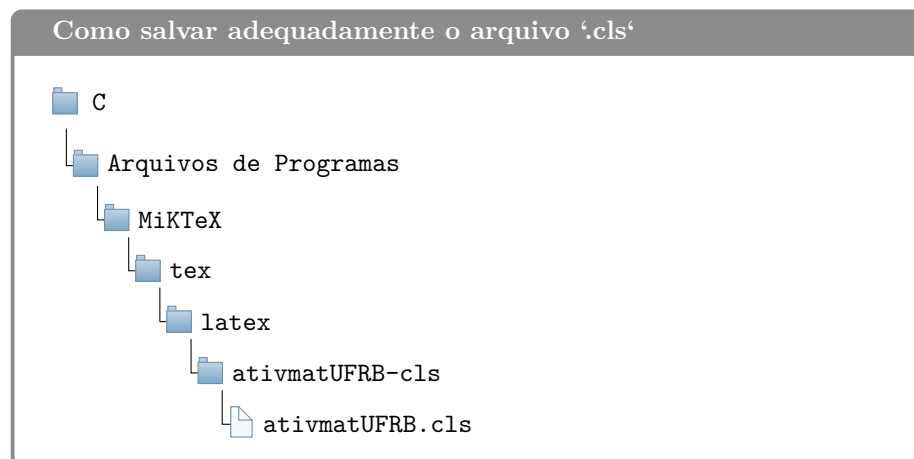 Como salvar adequadamente o arquivo ‘.cls‘
C
Arquivos de Programas
MiKTeX
tex
latex
ativmatUFRB-cls
ativmatUFRB.cls